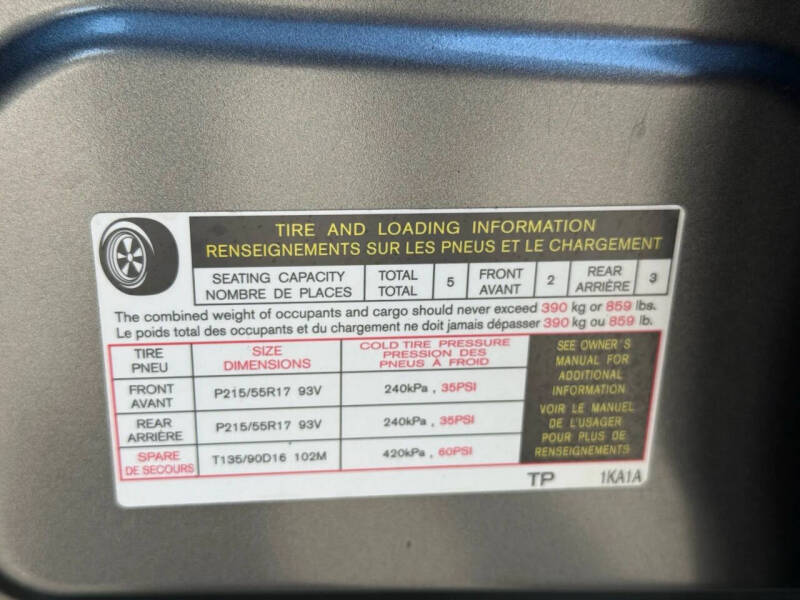 TIRE AND LOADING INFORMATION
RENSEIGNEMENTS SUR LES PNEUS ET LE CHARGEMENT
SEATING CAPACITY TOTAL 5 FRONT 2 REAR 3
NOMBRE DE PLACES TOTAL AVANT ARRIÈRE
The combined weight of occupants and cargo should never exceed 390 kg or 859 lbs.
Le poids total des occupants et du chargement ne doit jamais dépasser 390 kg ou 859 lb.
TIRE PNEU
SIZE DIMENSIONS
COLD TIRE PRESSURE
PRESSION DES
PNEUS À FROID
FRONT AVANT P215/55R17 93V 240kPa , 35PSI
REAR ARRIÈRE P215/55R17 93V 240kPa , 35PSI
SPARE DE SECOURS T135/90D16 102M 420kPa , 60PSI
SEE OWNER'S
MANUAL FOR
ADDITIONAL
INFORMATION
VOIR LE MANUEL
DE L'USAGER
POUR PLUS DE
RENSEIGNEMENTS
TP 1KA1A